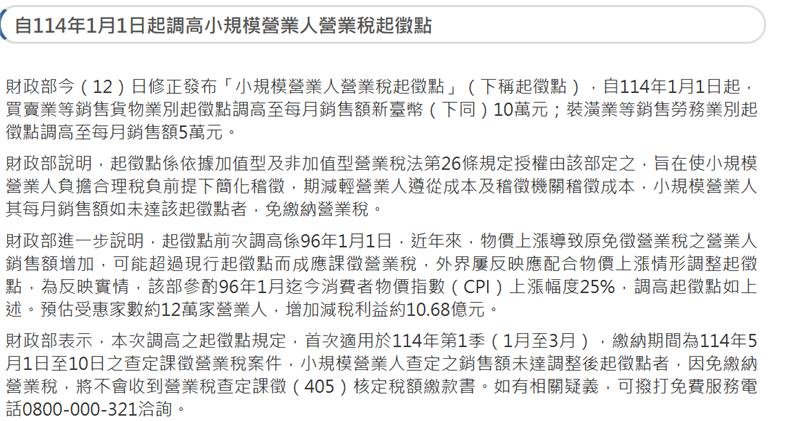 自114年1月1日起調高小規模營業人營業稅起徵點
財政部今（12）日修正發布「小規模營業人營業稅起徵點」（下稱起徵點），自114年1月1日起，
買賣業等銷售貨物業別起徵點調高至每月銷售額新臺幣（下同）10萬元；裝潢業等銷售勞務業別起
徵點調高至每月銷售額5萬元。
財政部說明，起徵點係依據加值型及非加值型營業稅法第26條規定授權由該部定之，旨在使小規模
營業人負擔合理稅負前提下簡化稽徵，期減輕營業人遵從成本及稽徵機關稽徵成本，小規模營業人
其每月銷售額如未達該起徵點者，免繳納營業稅。
財政部進一步說明，起徵點前次調高係96年1月1日，近年來，物價上漲導致原免徵營業稅之營業人
銷售額增加，可能超過現行起徵點而成應課徵營業稅，外界屢反映應配合物價上漲情形調整起徵
點，為反映實情，該部參酌96年1月迄今消費者物價指數（CPI）上漲幅度25%，調高起徵點如上
述。預估受惠家數約12萬家營業人，增加減稅利益約10.68億元。
財政部表示，本次調高之起徵點規定，首次適用於114年第1季（1月至3月），繳納期間為114年5
月1日至10日之查定課徵營業稅案件，小規模營業人查定之銷售額未達調整後起徵點者，因免繳納
營業稅，將不會收到營業稅查定課徵（405）核定稅額繳款書。如有相關疑義，可撥打免費服務電
話0800-000-321洽詢。